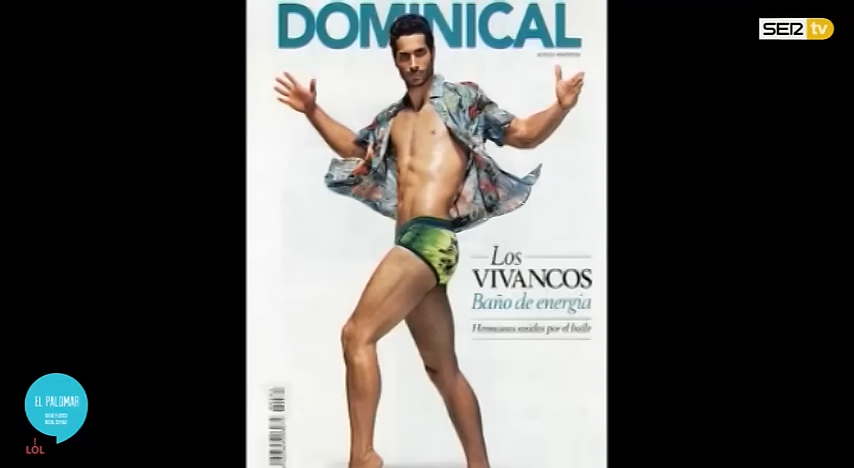 DOMINICAL
SER tv
Los
VIVANCOS
Baño de energía
Hermanos unidos por el baile
EL PALOMAR
LOL